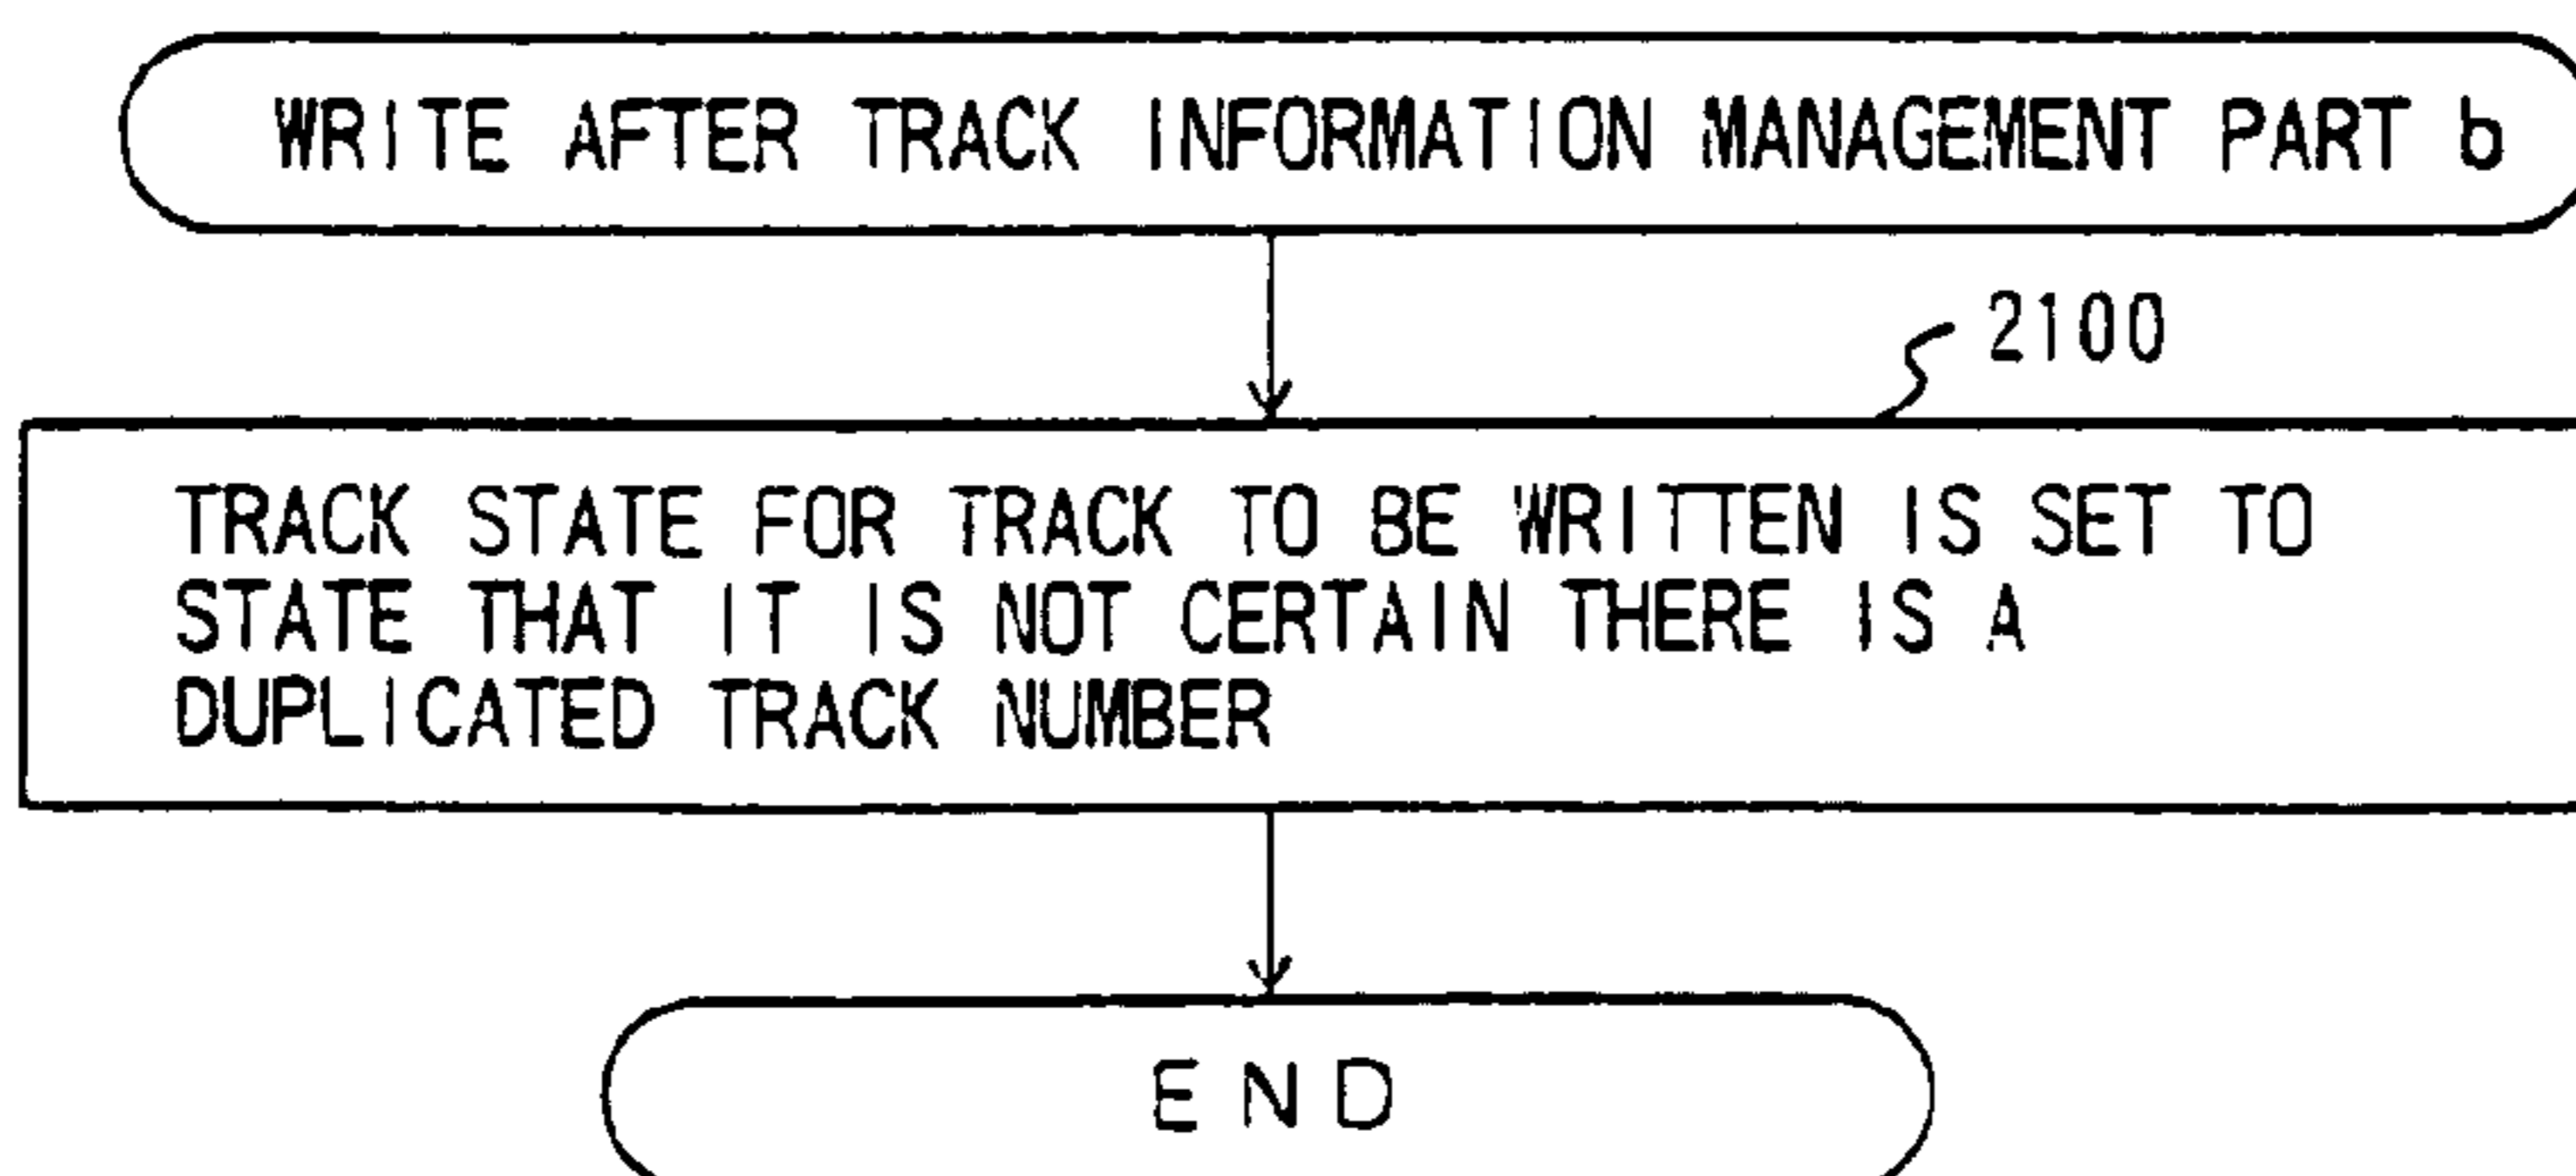 WRITE AFTER TRACK INFORMATION MANAGEMENT PART b
2100
TRACK STATE FOR TRACK TO BE WRITTEN IS SET TO
STATE THAT IT IS NOT CERTAIN THERE IS A
DUPLICATED TRACK NUMBER
END